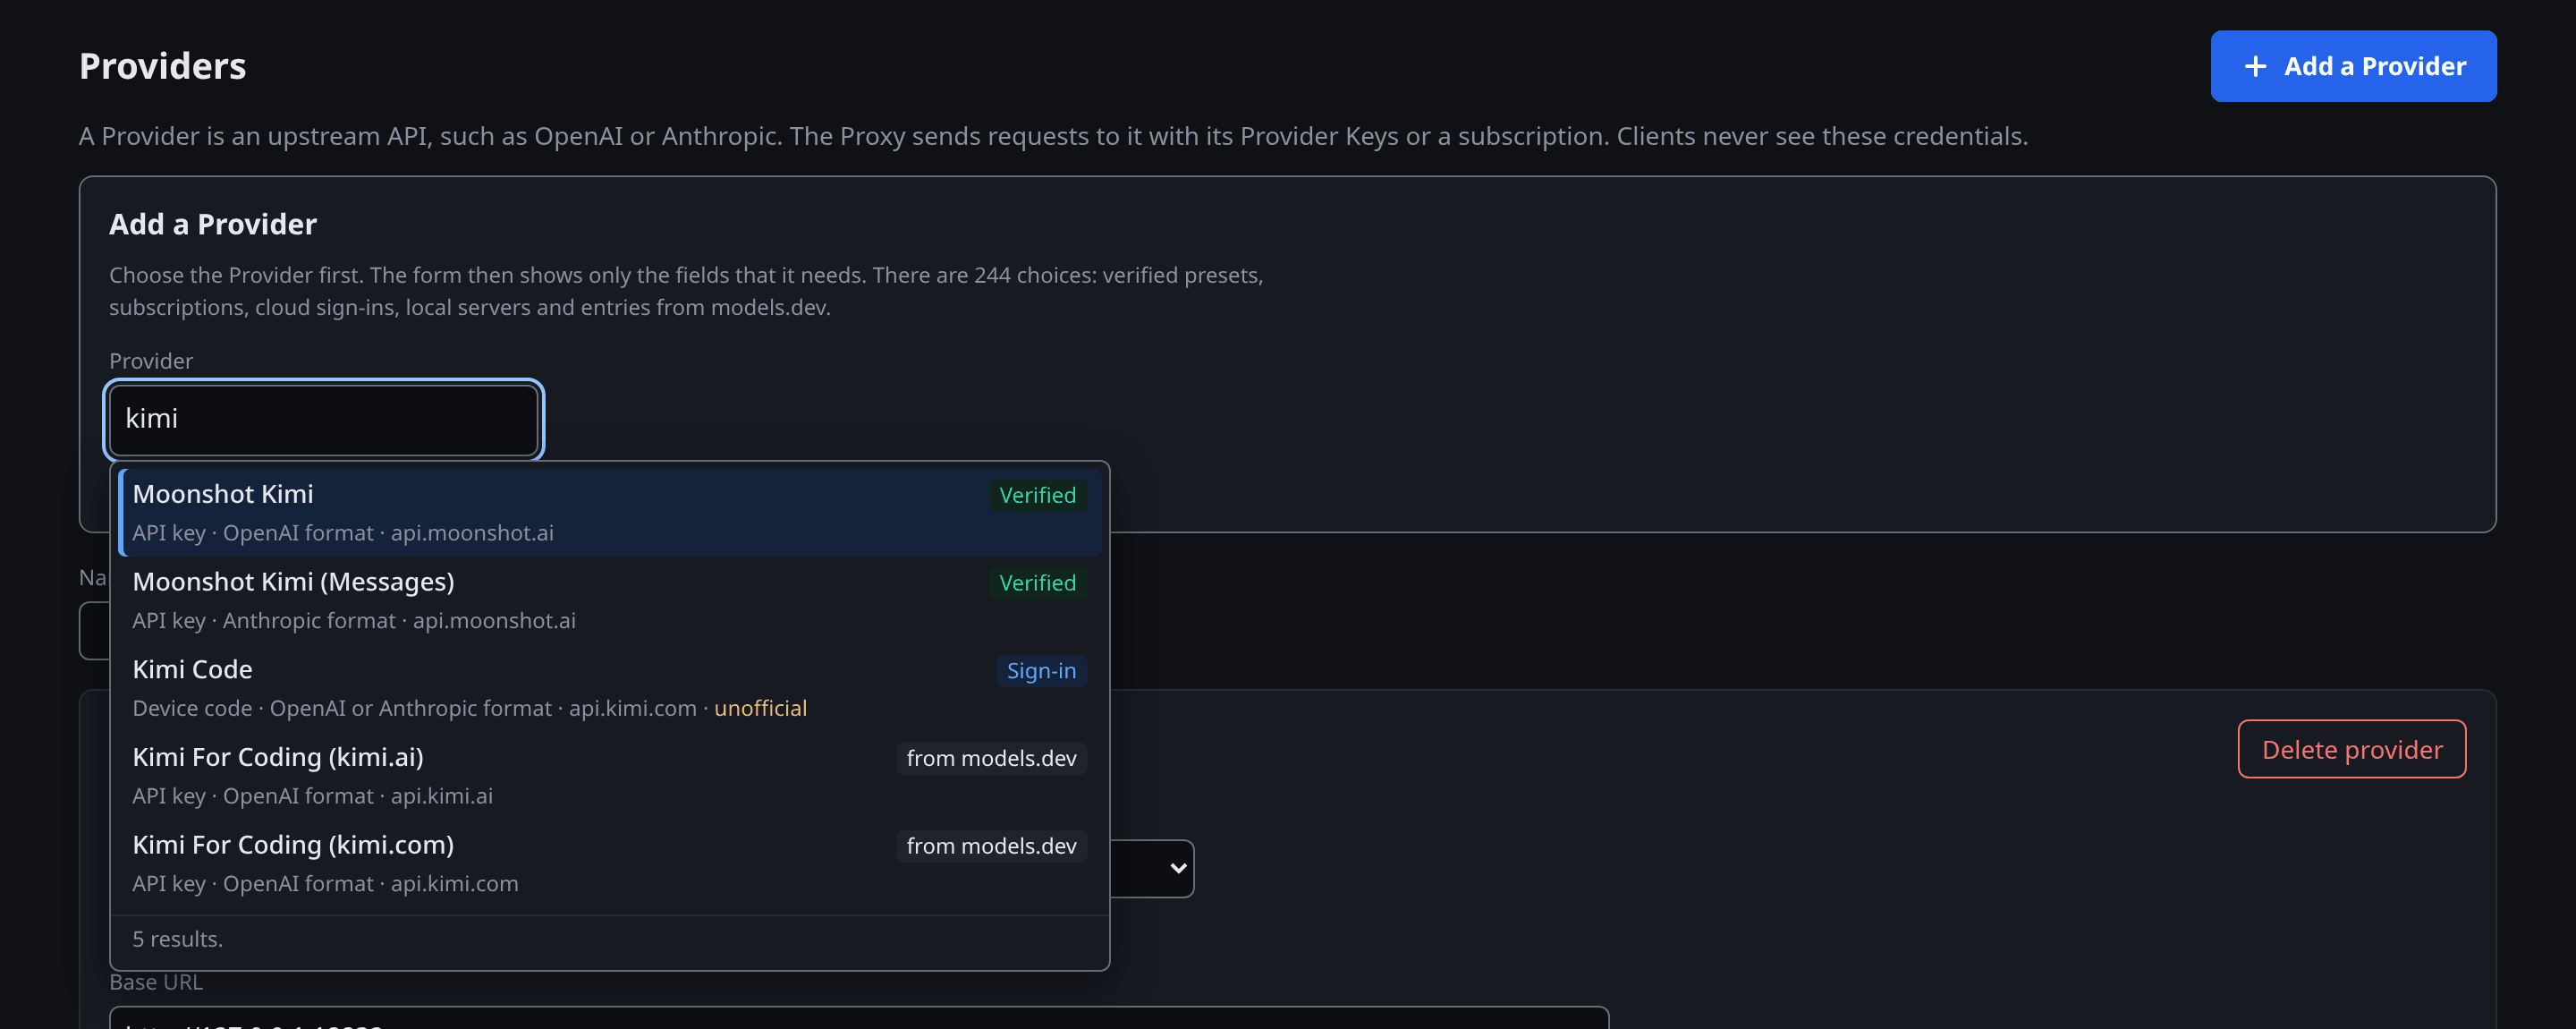 Providers
+ Add a Provider
A Provider is an upstream API, such as OpenAI or Anthropic. The Proxy sends requests to it with its Provider Keys or a subscription. Clients never see these credentials.
Add a Provider
Choose the Provider first. The form then shows only the fields that it needs. There are 244 choices: verified presets,
subscriptions, cloud sign-ins, local servers and entries from models.dev.
Provider
kimi
Moonshot Kimi
Verified
API key · OpenAI format · api.moonshot.ai
Moonshot Kimi (Messages)
Verified
API key · Anthropic format · api.moonshot.ai
Kimi Code
Sign-in
Device code · OpenAI or Anthropic format · api.kimi.com · unofficial
Kimi For Coding (kimi.ai)
from models.dev
API key · OpenAI format · api.kimi.ai
Kimi For Coding (kimi.com)
from models.dev
API key · OpenAI format · api.kimi.com
5 results.
Delete provider
Base URL